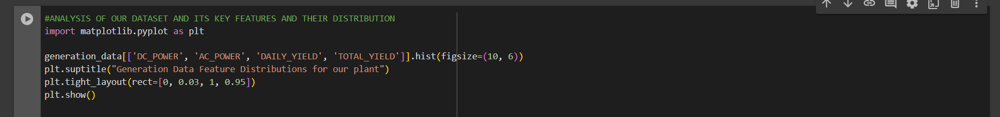 #ANALYSIS OF OUR DATASET AND ITS KEY FEATURES AND THEIR DISTRIBUTION
import matplotlib.pyplot as plt
generation_data[['DC_POWER', 'AC_POWER', 'DAILY_YIELD', 'TOTAL_YIELD']].hist(figsize=(10, 6))
plt.suptitle("Generation Data Feature Distributions for our plant")
plt.tight_layout(rect=[0, 0.03, 1, 0.95])
plt.show()